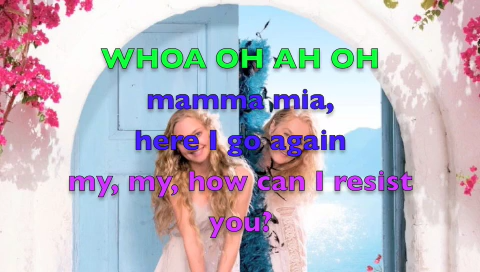 WHOA OH AH OH
mamma mia,
here I go again
my, my, how can I resist
you?